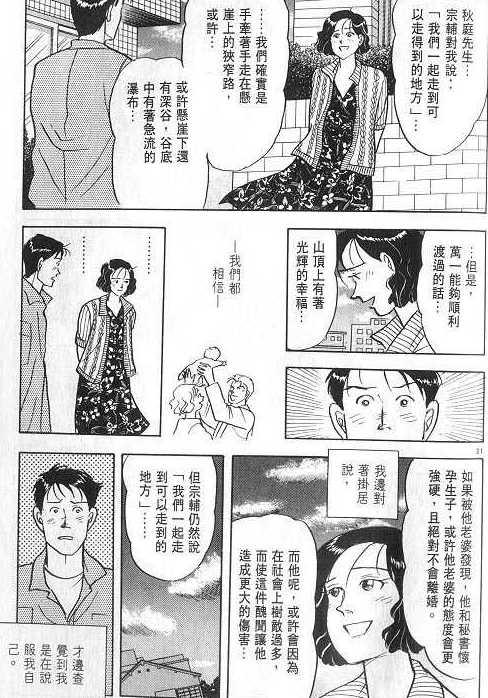 秋庭先生…
宗輔對我說：
「我們一起走到可
以走得到的地方」…
……我們確實是
手牽著手走在懸
崖上的狹窄路，
或許…
或許懸崖下還
有深谷，谷底
中有著急流的
瀑布…
…但是，
萬一能夠順利
渡過的話…
山頂上有著
光輝的幸福…
—我們都
相信—
……
21
如果被他老婆發現，他和秘書懷
孕生子，或許他老婆的態度會更
強硬，且絕對不會離婚。
我邊對
著掛居
說，
而他呢，或許會因為
在社會上樹敵過多，
而使這件醜聞讓他
造成更大的傷害…
但宗輔仍然說
「我們一起走
到可以走到的
地方」……
才邊查
覺到我
是在說
服我自
己。